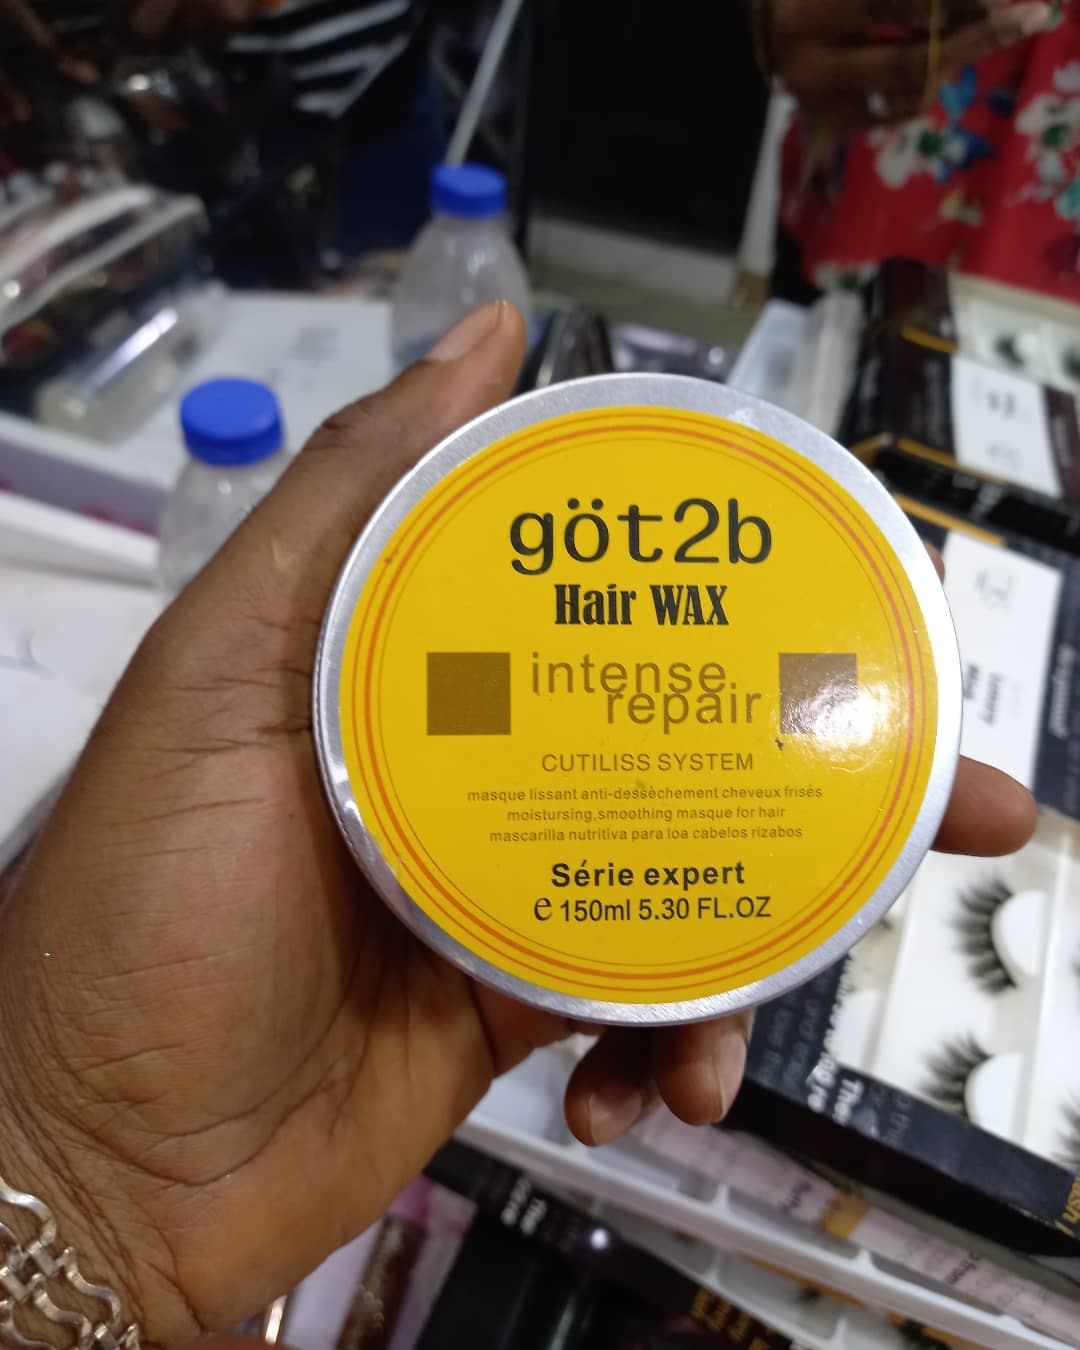 göt2b
Hair WAX
intense
repair
CUTILISS SYSTEM
masque lissant anti-dessèchement cheveux frisés
moistursing,smoothing masque for hair
mascarilla nutritiva para loa cabelos rizabos
Série expert
e 150ml 5.30 FL.OZ